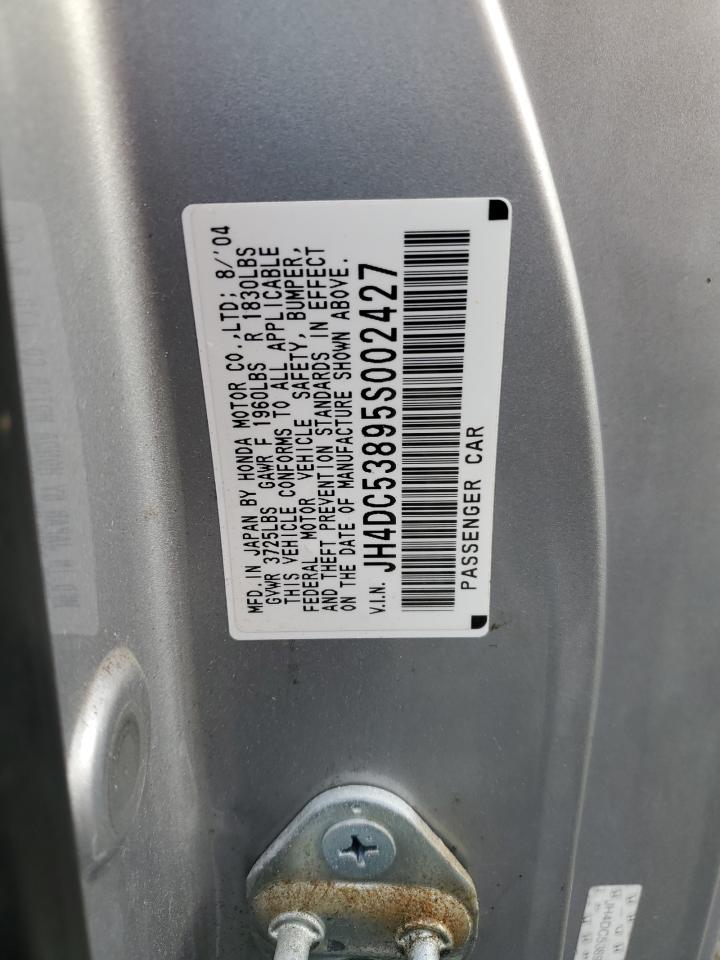 MFD. IN JAPAN BY HONDA MOTOR CO.,LTD; 8/'04
GVWR 3725LBS GAWR F 1960LBS R 1830LBS
THIS VEHICLE CONFORMS TO ALL APPLICABLE
FEDERAL MOTOR VEHICLE SAFETY, BUMPER,
AND THEFT PREVENTION STANDARDS IN EFFECT
ON THE DATE OF MANUFACTURE SHOWN ABOVE.
V.I.N. JH4DC53895S002427
PASSENGER CAR